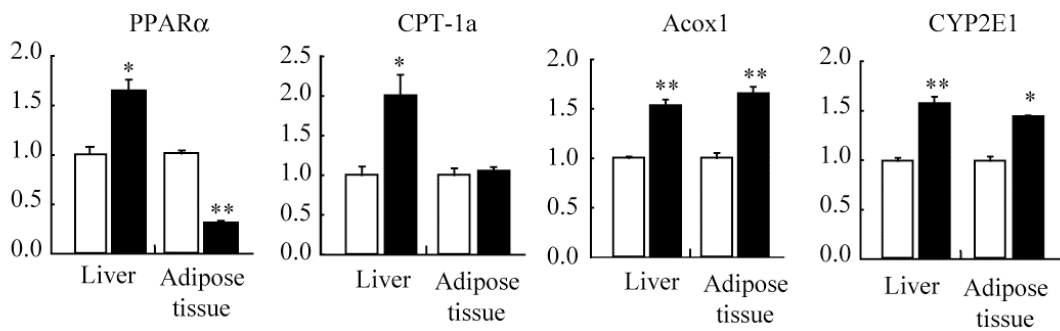 PPARα
CPT-1a
Acox1
CYP2E1
2.0
1.5
1.0
0.5
0.0
*
**
Liver
Adipose
tissue
2.5
2.0
1.5
1.0
0.5
0.0
*
Liver
Adipose
tissue
2.0
1.5
1.0
0.5
0.0
**
**
Liver
Adipose
tissue
2.0
1.5
1.0
0.5
0.0
**
*
Liver
Adipose
tissue